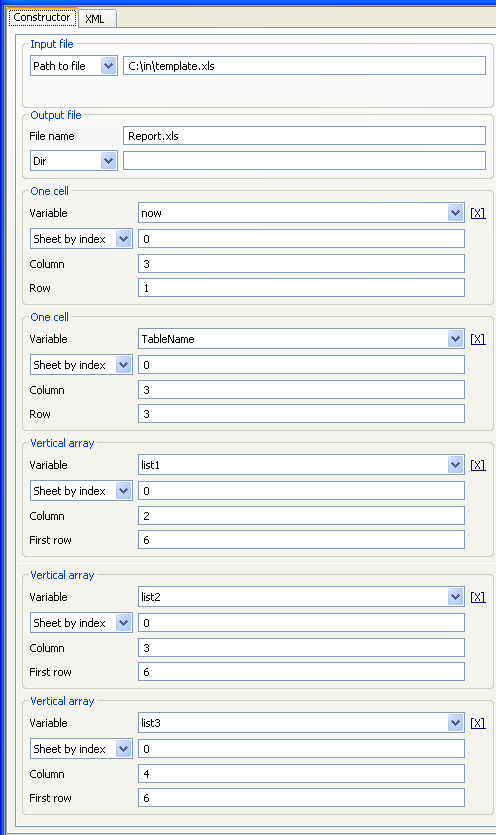 Constructor XML
Input file
Path to file C:\in\template.xls
Output file
File name Report.xls
Dir
One cell
Variable now [X]
Sheet by index 0
Column 3
Row 1
One cell
Variable TableName [X]
Sheet by index 0
Column 3
Row 3
Vertical array
Variable list1 [X]
Sheet by index 0
Column 2
First row 6
Vertical array
Variable list2 [X]
Sheet by index 0
Column 3
First row 6
Vertical array
Variable list3 [X]
Sheet by index 0
Column 4
First row 6